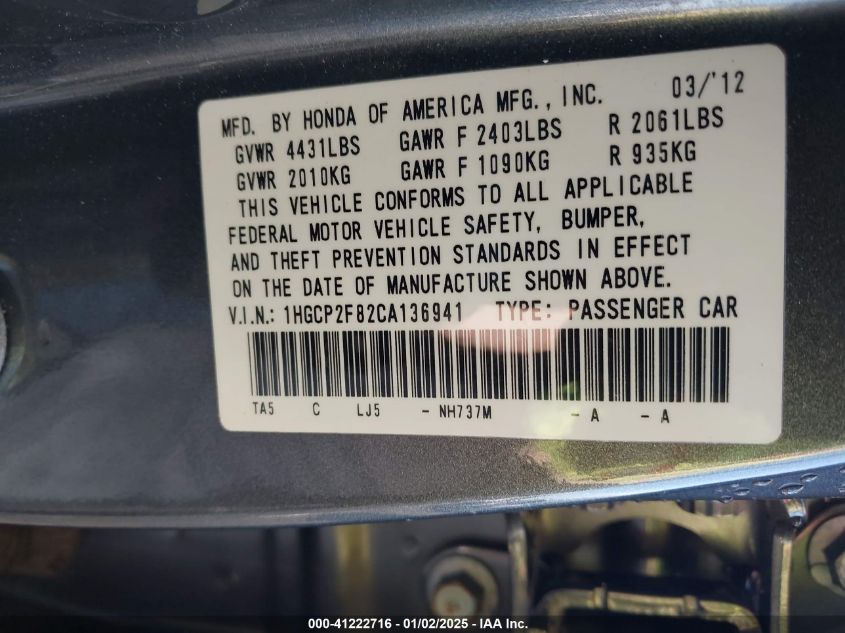 MFD. BY HONDA OF AMERICA MFG., INC. 03/'12
GVWR 4431LBS GAWR F 2403LBS R 2061LBS
GVWR 2010KG GAWR F 1090KG R 935KG
THIS VEHICLE CONFORMS TO ALL APPLICABLE
FEDERAL MOTOR VEHICLE SAFETY, BUMPER,
AND THEFT PREVENTION STANDARDS IN EFFECT
ON THE DATE OF MANUFACTURE SHOWN ABOVE.
V.I.N.: 1HGCP2F82CA136941 TYPE: PASSENGER CAR
TA5 C LJ5 - NH737M - A - A
000-41222716 - 01/02/2025 - IAA Inc.